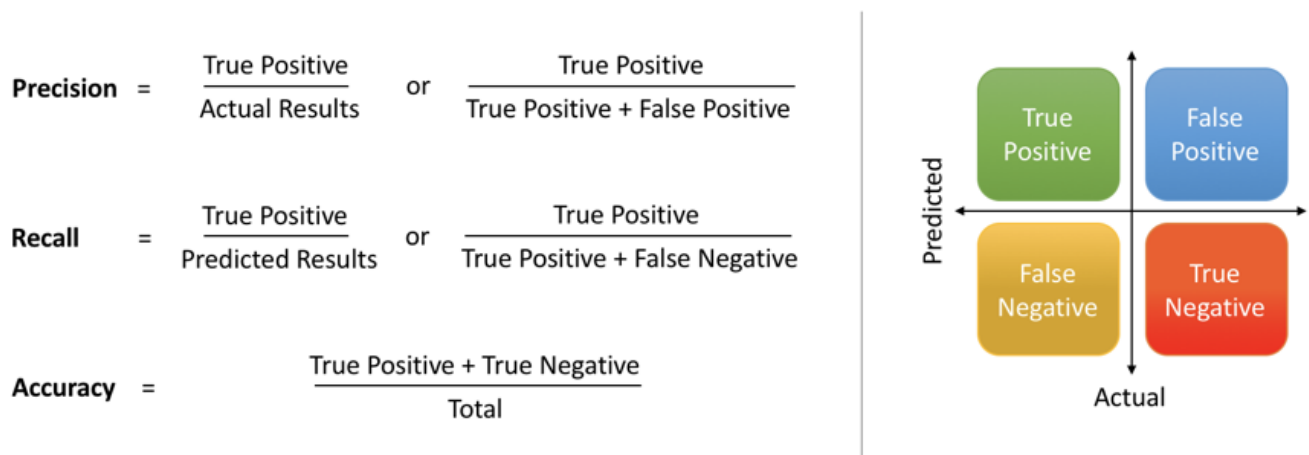 Precision = True Positive / Actual Results or True Positive / True Positive + False Positive
Recall = True Positive / Predicted Results or True Positive / True Positive + False Negative
Accuracy = True Positive + True Negative / Total
True
Positive
False
Positive
Predicted
False
Negative
True
Negative
Actual